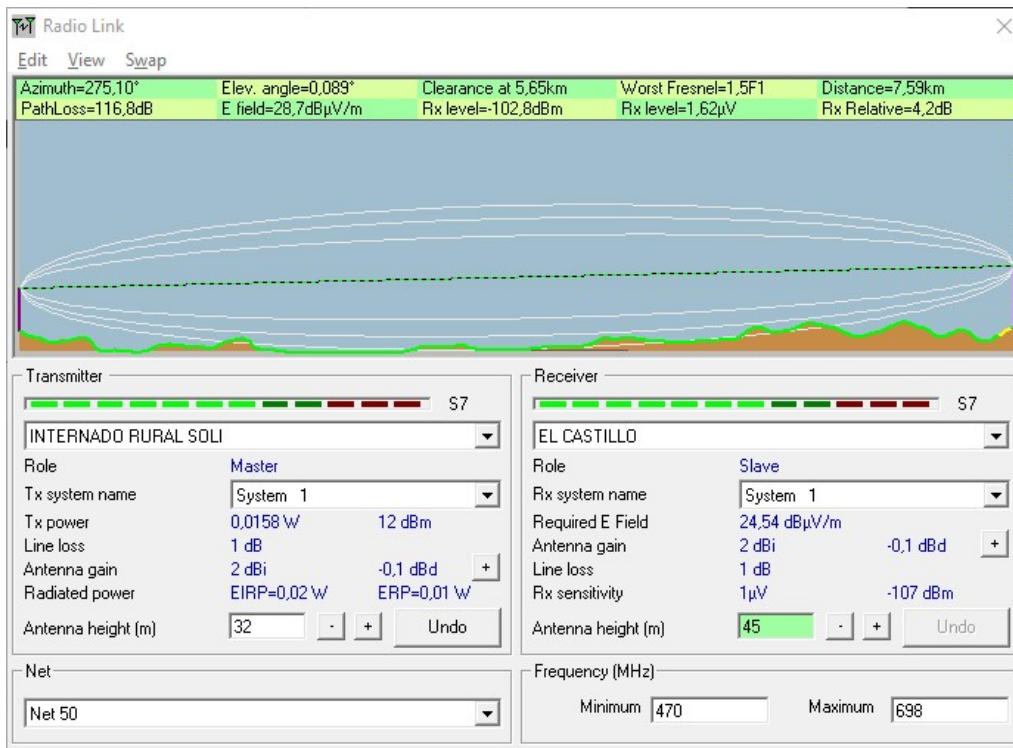 Radio Link
Edit View Swap
Azimuth=275,10° Elev. angle=0,089° Clearance at 5,65km Worst Fresnel=1,5F1 Distance=7,59km
PathLoss=116,8dB E field=28,7dBµV/m Rx level=-102,8dBm Rx level=1,62µV Rx Relative=4,2dB
Transmitter
S7
INTERNADO RURAL SOLI
Role Master
Tx system name System 1
Tx power 0,0158 W 12 dBm
Line loss 1 dB
Antenna gain 2 dBi -0,1 dBd +
Radiated power EIRP=0,02 W ERP=0,01 W
Antenna height (m) 32 - + Undo
Receiver
S7
EL CASTILLO
Role Slave
Rx system name System 1
Required E Field 24,54 dBµV/m
Antenna gain 2 dBi -0,1 dBd +
Line loss 1 dB
Rx sensitivity 1µV -107 dBm
Antenna height (m) 45 - + Undo
Net
Net 50
Frequency (MHz)
Minimum 470 Maximum 698